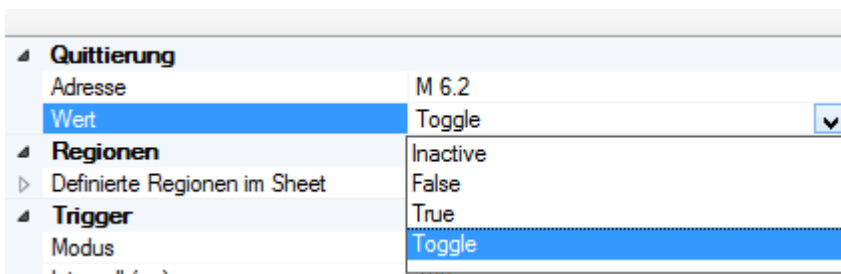 Quittierung
Adresse M 6.2
Wert Toggle
Regionen Inactive
Definierte Regionen im Sheet False
Trigger True
Modus Toggle